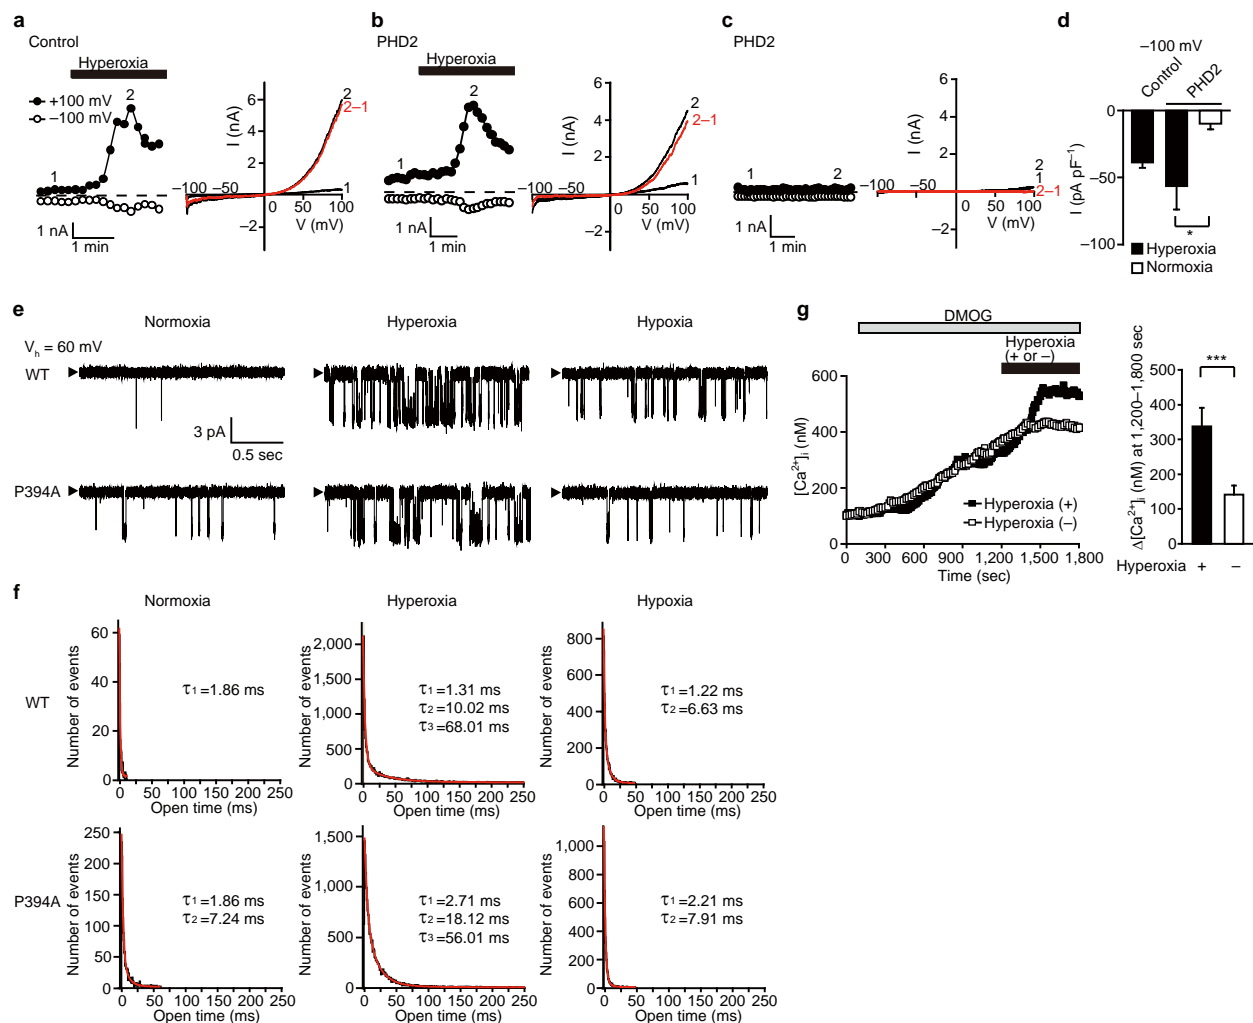 a
Control
Hyperoxia
+100 mV
−100 mV
1
2
1 nA
1 min
I (nA)
6
4
2
−2
−100 −50
0 50 100
V (mV)
2
2–1
1
b
PHD2
Hyperoxia
1
2
1 nA
1 min
I (nA)
6
4
2
−2
−100 −50
0 50 100
V (mV)
2
2–1
1
c
PHD2
1
2
1 nA
1 min
I (nA)
6
4
2
−2
−100 −50
0 50 100
V (mV)
2
1
2–1
d
−100 mV
Control
PHD2
I (pA pF−1)
0
−50
−100
*
Hyperoxia
Normoxia
e
Normoxia Hyperoxia Hypoxia
Vh = 60 mV
WT
3 pA
0.5 sec
P394A
g
DMOG
Hyperoxia
(+ or –)
[Ca2+]i (nM)
600
400
200
0
Hyperoxia (+)
Hyperoxia (–)
0 300 600 900 1,200 1,500 1,800
Time (sec)
Δ[Ca2+]i (nM) at 1,200–1,800 sec
500
400
300
200
100
0
***
Hyperoxia + –
f
Normoxia Hyperoxia Hypoxia
WT
Number of events
60
40
20
0
τ1=1.86 ms
0 50 100 150 200 250
Open time (ms)
Number of events
2,000
1,500
1,000
500
0
τ1=1.31 ms
τ2=10.02 ms
τ3=68.01 ms
0 50 100 150 200 250
Open time (ms)
Number of events
800
600
400
200
0
τ1=1.22 ms
τ2=6.63 ms
0 50 100 150 200 250
Open time (ms)
P394A
Number of events
250
200
150
100
50
0
τ1=1.86 ms
τ2=7.24 ms
0 50 100 150 200 250
Open time (ms)
Number of events
1,500
1,000
500
0
τ1=2.71 ms
τ2=18.12 ms
τ3=56.01 ms
0 50 100 150 200 250
Open time (ms)
Number of events
1,000
800
600
400
200
0
τ1=2.21 ms
τ2=7.91 ms
0 50 100 150 200 250
Open time (ms)